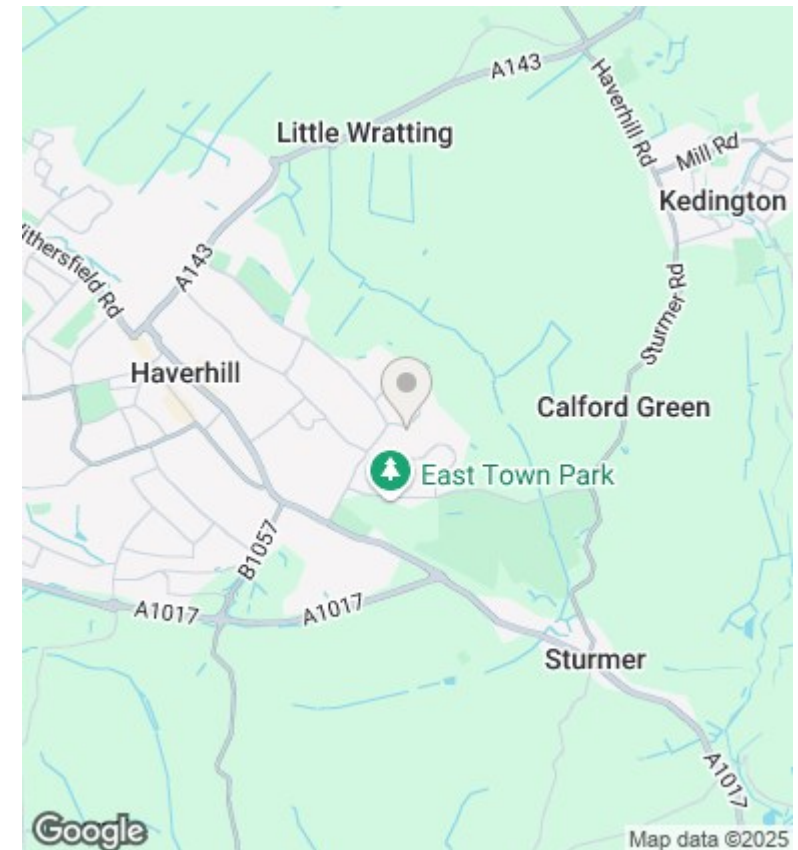 A143
Haverhill Rd
Little Wratting
Mill Rd
Kedington
ithersfield Rd
A143
Sturmer Rd
Haverhill
Calford Green
East Town Park
B1057
A1017
A1017
Sturmer
A1017
Google
Map data ©2025